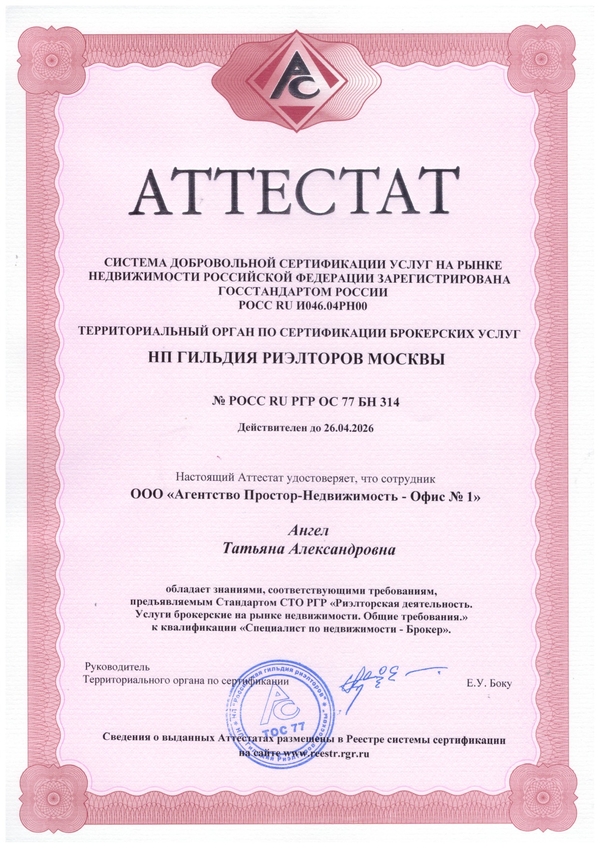 АС
АТТЕСТАТ
СИСТЕМА ДОБРОВОЛЬНОЙ СЕРТИФИКАЦИИ УСЛУГ НА РЫНКЕ
НЕДВИЖИМОСТИ РОССИЙСКОЙ ФЕДЕРАЦИИ ЗАРЕГИСТРИРОВАНА
ГОССТАНДАРТОМ РОССИИ
РОСС RU И046.04РН00
ТЕРРИТОРИАЛЬНЫЙ ОРГАН ПО СЕРТИФИКАЦИИ БРОКЕРСКИХ УСЛУГ
НП ГИЛЬДИЯ РИЭЛТОРОВ МОСКВЫ
№ РОСС RU РГР ОС 77 БН 314
Действителен до 26.04.2026
Настоящий Аттестат удостоверяет, что сотрудник
ООО «Агентство Простор-Недвижимость - Офис № 1»
Ангел
Татьяна Александровна
обладает знаниями, соответствующими требованиям,
предъявляемым Стандартом СТО РГР «Риэлторская деятельность.
Услуги брокерские на рынке недвижимости. Общие требования.»
к квалификации «Специалист по недвижимости - Брокер».
Руководитель
Территориального органа по сертификации
Е.У. Боку
АС
ТОС 77
Сведения о выданных Аттестатах размещены в Реестре системы сертификации
на сайте www.reestr.rgr.ru